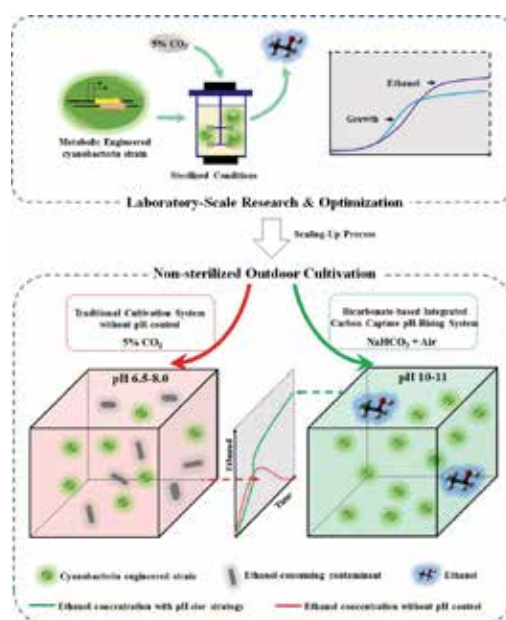 5% CO2
Ethanol
Growth
Metabolic Engineered
cyanobacterin strain
Sterilized Conditions
Laboratory-Scale Research & Optimization
Scaling-Up Process
Non-sterilized Outdoor Cultivation
Traditional Cultivation System
without pH control
5% CO2
Bicarbonate-based Integrated
Carbon Capture pH-Rising System
NaHCO3 + Air
pH 6.5-8.0
pH 10-11
Ethanol
Time
Cyanobacterin engineered strain
Ethanol-consuming contaminant
Ethanol
Ethanol concentration with pH-rise strategy
Ethanol concentration without pH control